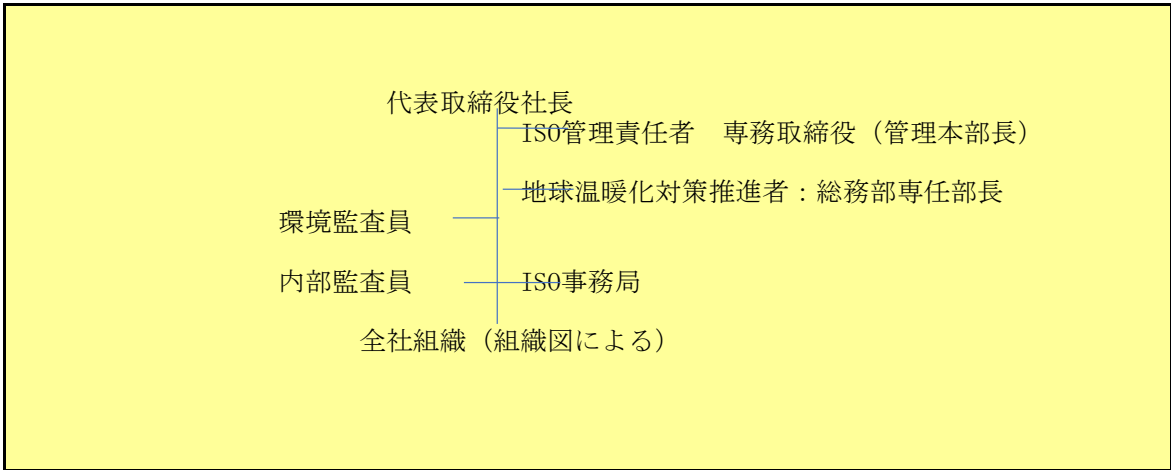 代表取締役社長
ISO管理責任者　専務取締役（管理本部長）
地球温暖化対策推進者：総務部専任部長
環境監査員
内部監査員　ISO事務局
全社組織（組織図による）